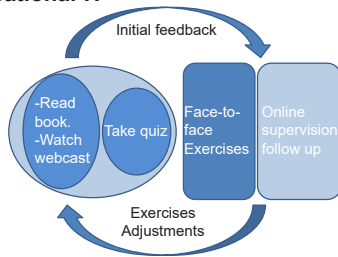 Initial feedback
-Read
book.
-Watch
webcast
Take quiz
Face-to-
face
Exercises
Online
supervision
follow up
Exercises
Adjustments